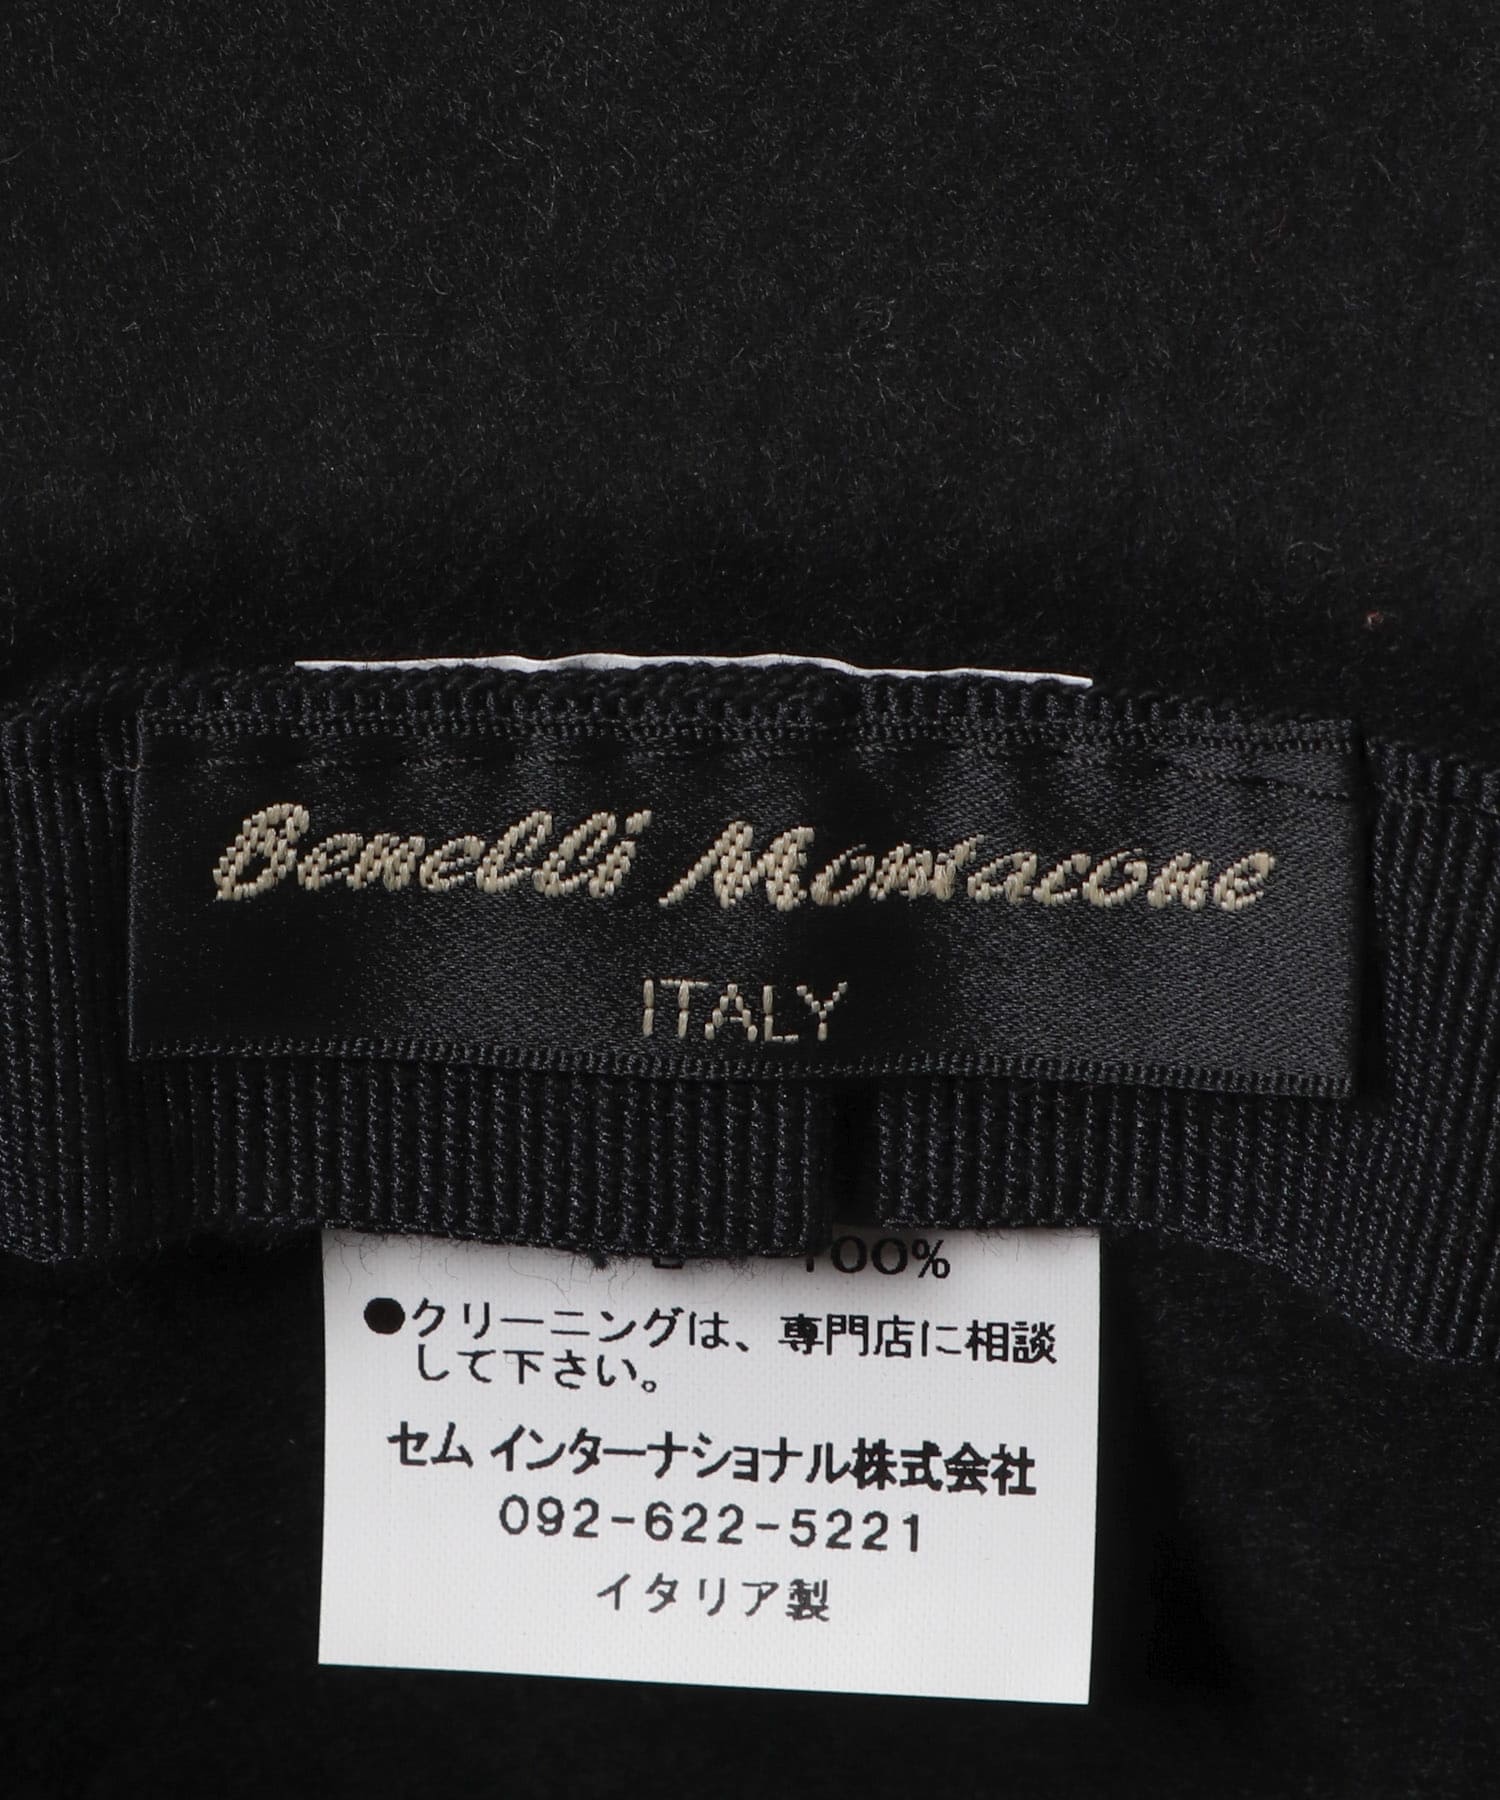 Benelli Montacone
ITALY
100%
●クリーニングは、専門店に相談
して下さい。
セム インターナショナル株式会社
092-622-5221
イタリア製